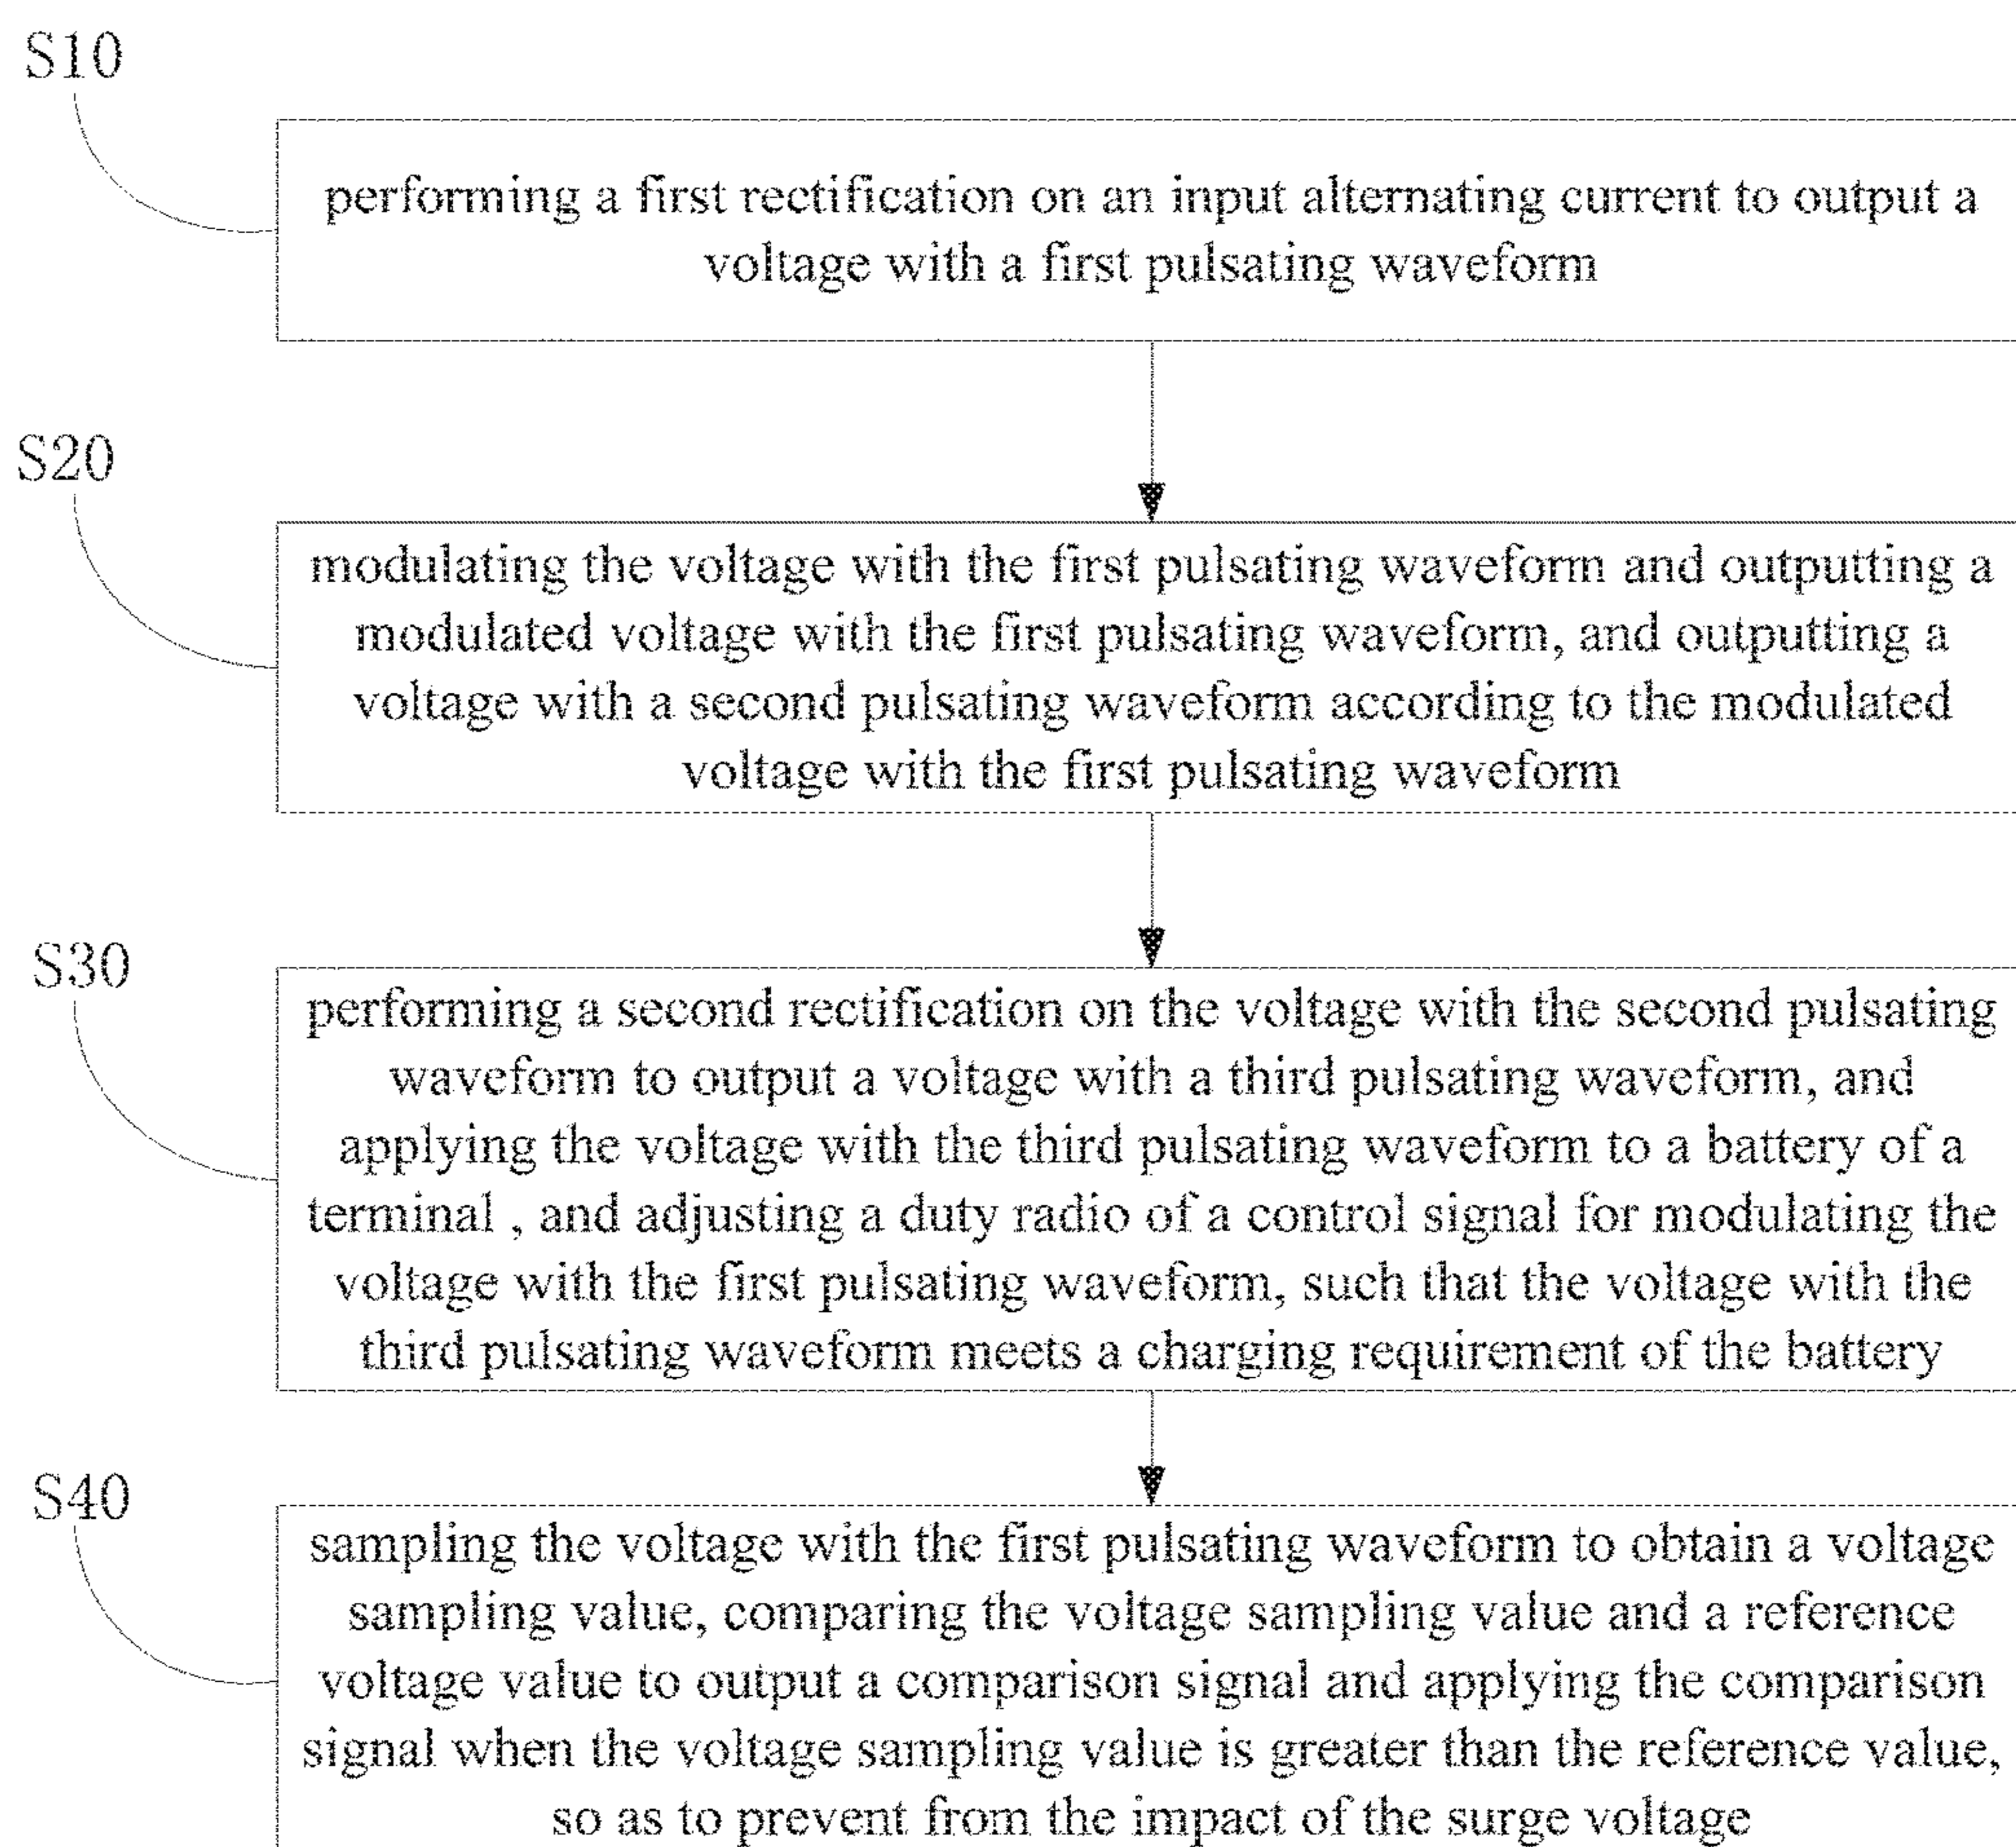 S10
performing a first rectification on an input alternating current to output a
voltage with a first pulsating waveform
S20
modulating the voltage with the first pulsating waveform and outputting a
modulated voltage with the first pulsating waveform, and outputting a
voltage with a second pulsating waveform according to the modulated
voltage with the first pulsating waveform
S30
performing a second rectification on the voltage with the second pulsating
waveform to output a voltage with a third pulsating waveform, and
applying the voltage with the third pulsating waveform to a battery of a
terminal , and adjusting a duty radio of a control signal for modulating the
voltage with the first pulsating waveform, such that the voltage with the
third pulsating waveform meets a charging requirement of the battery
S40
sampling the voltage with the first pulsating waveform to obtain a voltage
sampling value, comparing the voltage sampling value and a reference
voltage value to output a comparison signal and applying the comparison
signal when the voltage sampling value is greater than the reference value,
so as to prevent from the impact of the surge voltage